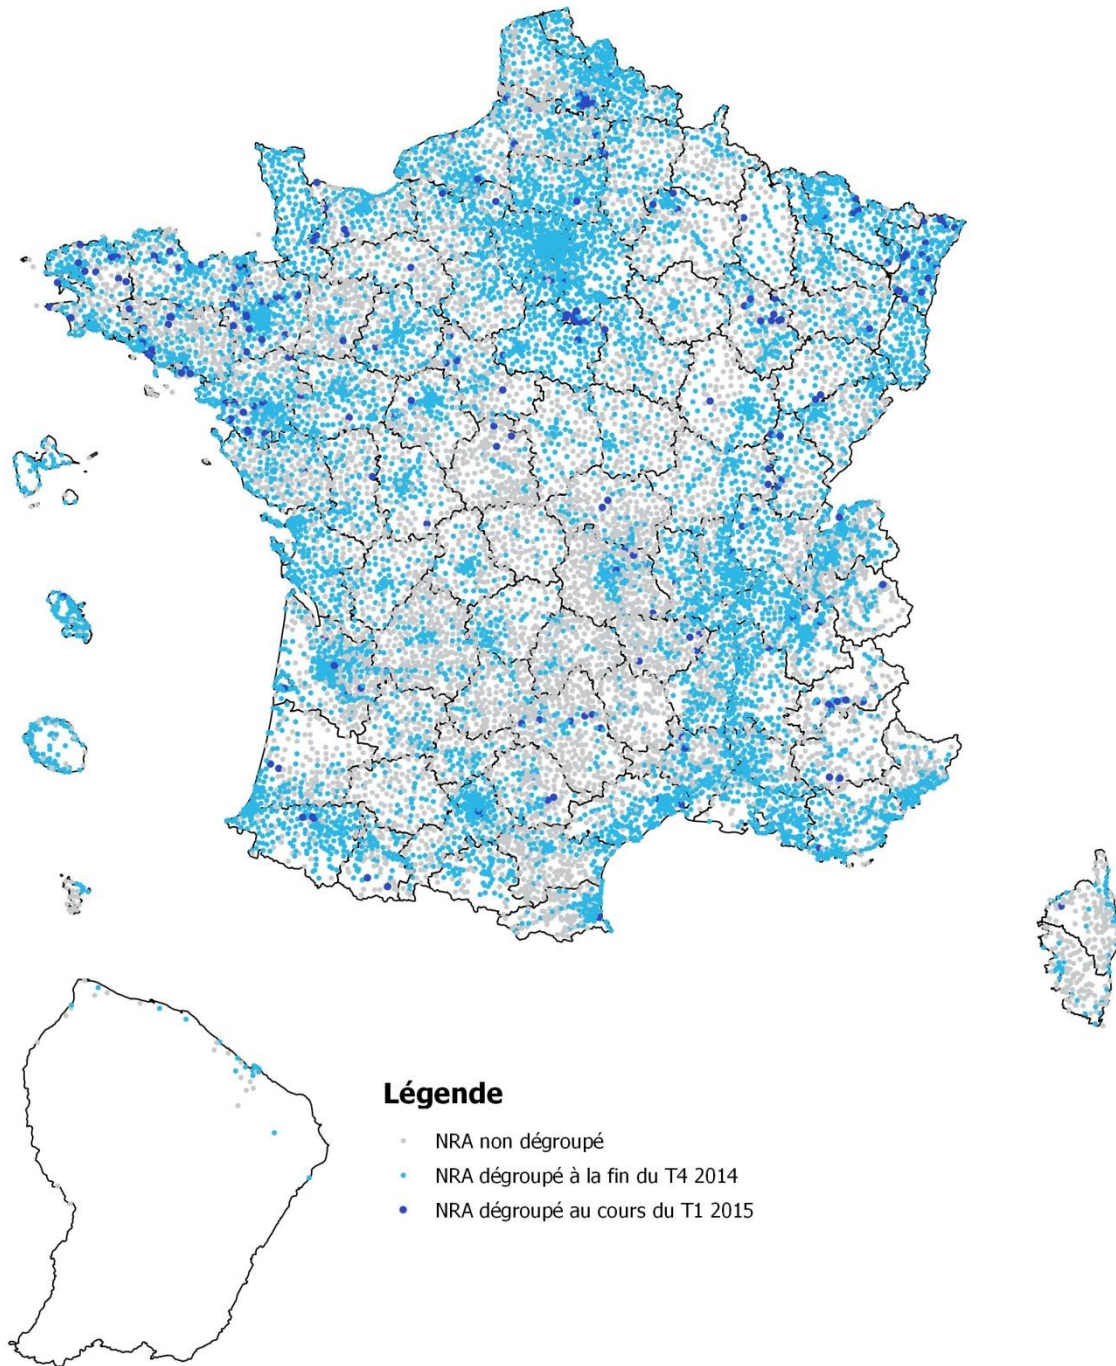 Légende
NRA non dégroupé
NRA dégroupé à la fin du T4 2014
NRA dégroupé au cours du T1 2015